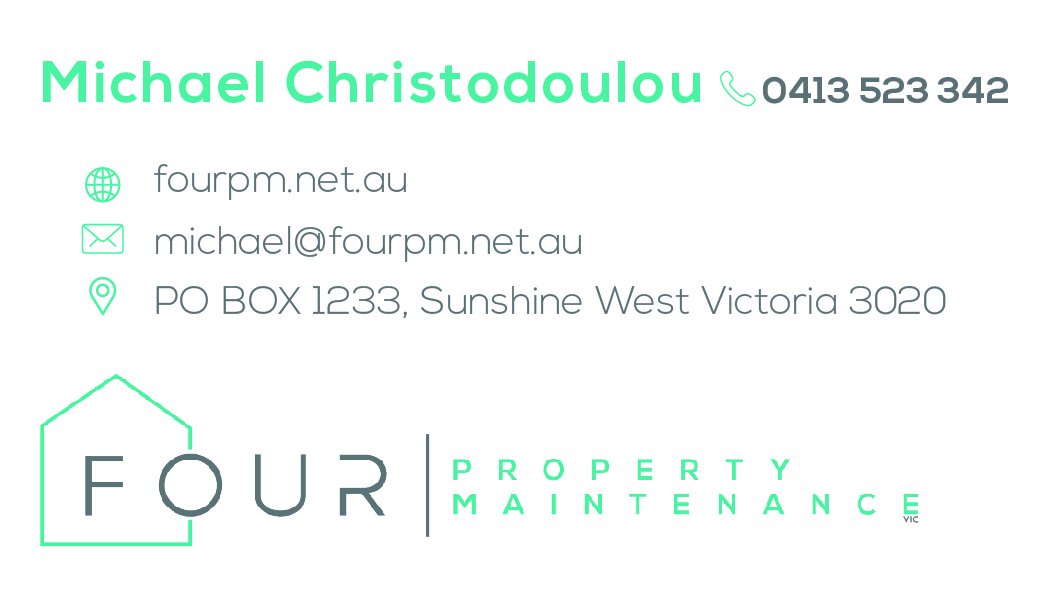 Michael Christodoulou 0413 523 342
fourpm.net.au
michael@fourpm.net.au
PO BOX 1233, Sunshine West Victoria 3020
FOUR
PROPERTY
MAINTENANCE
VIC